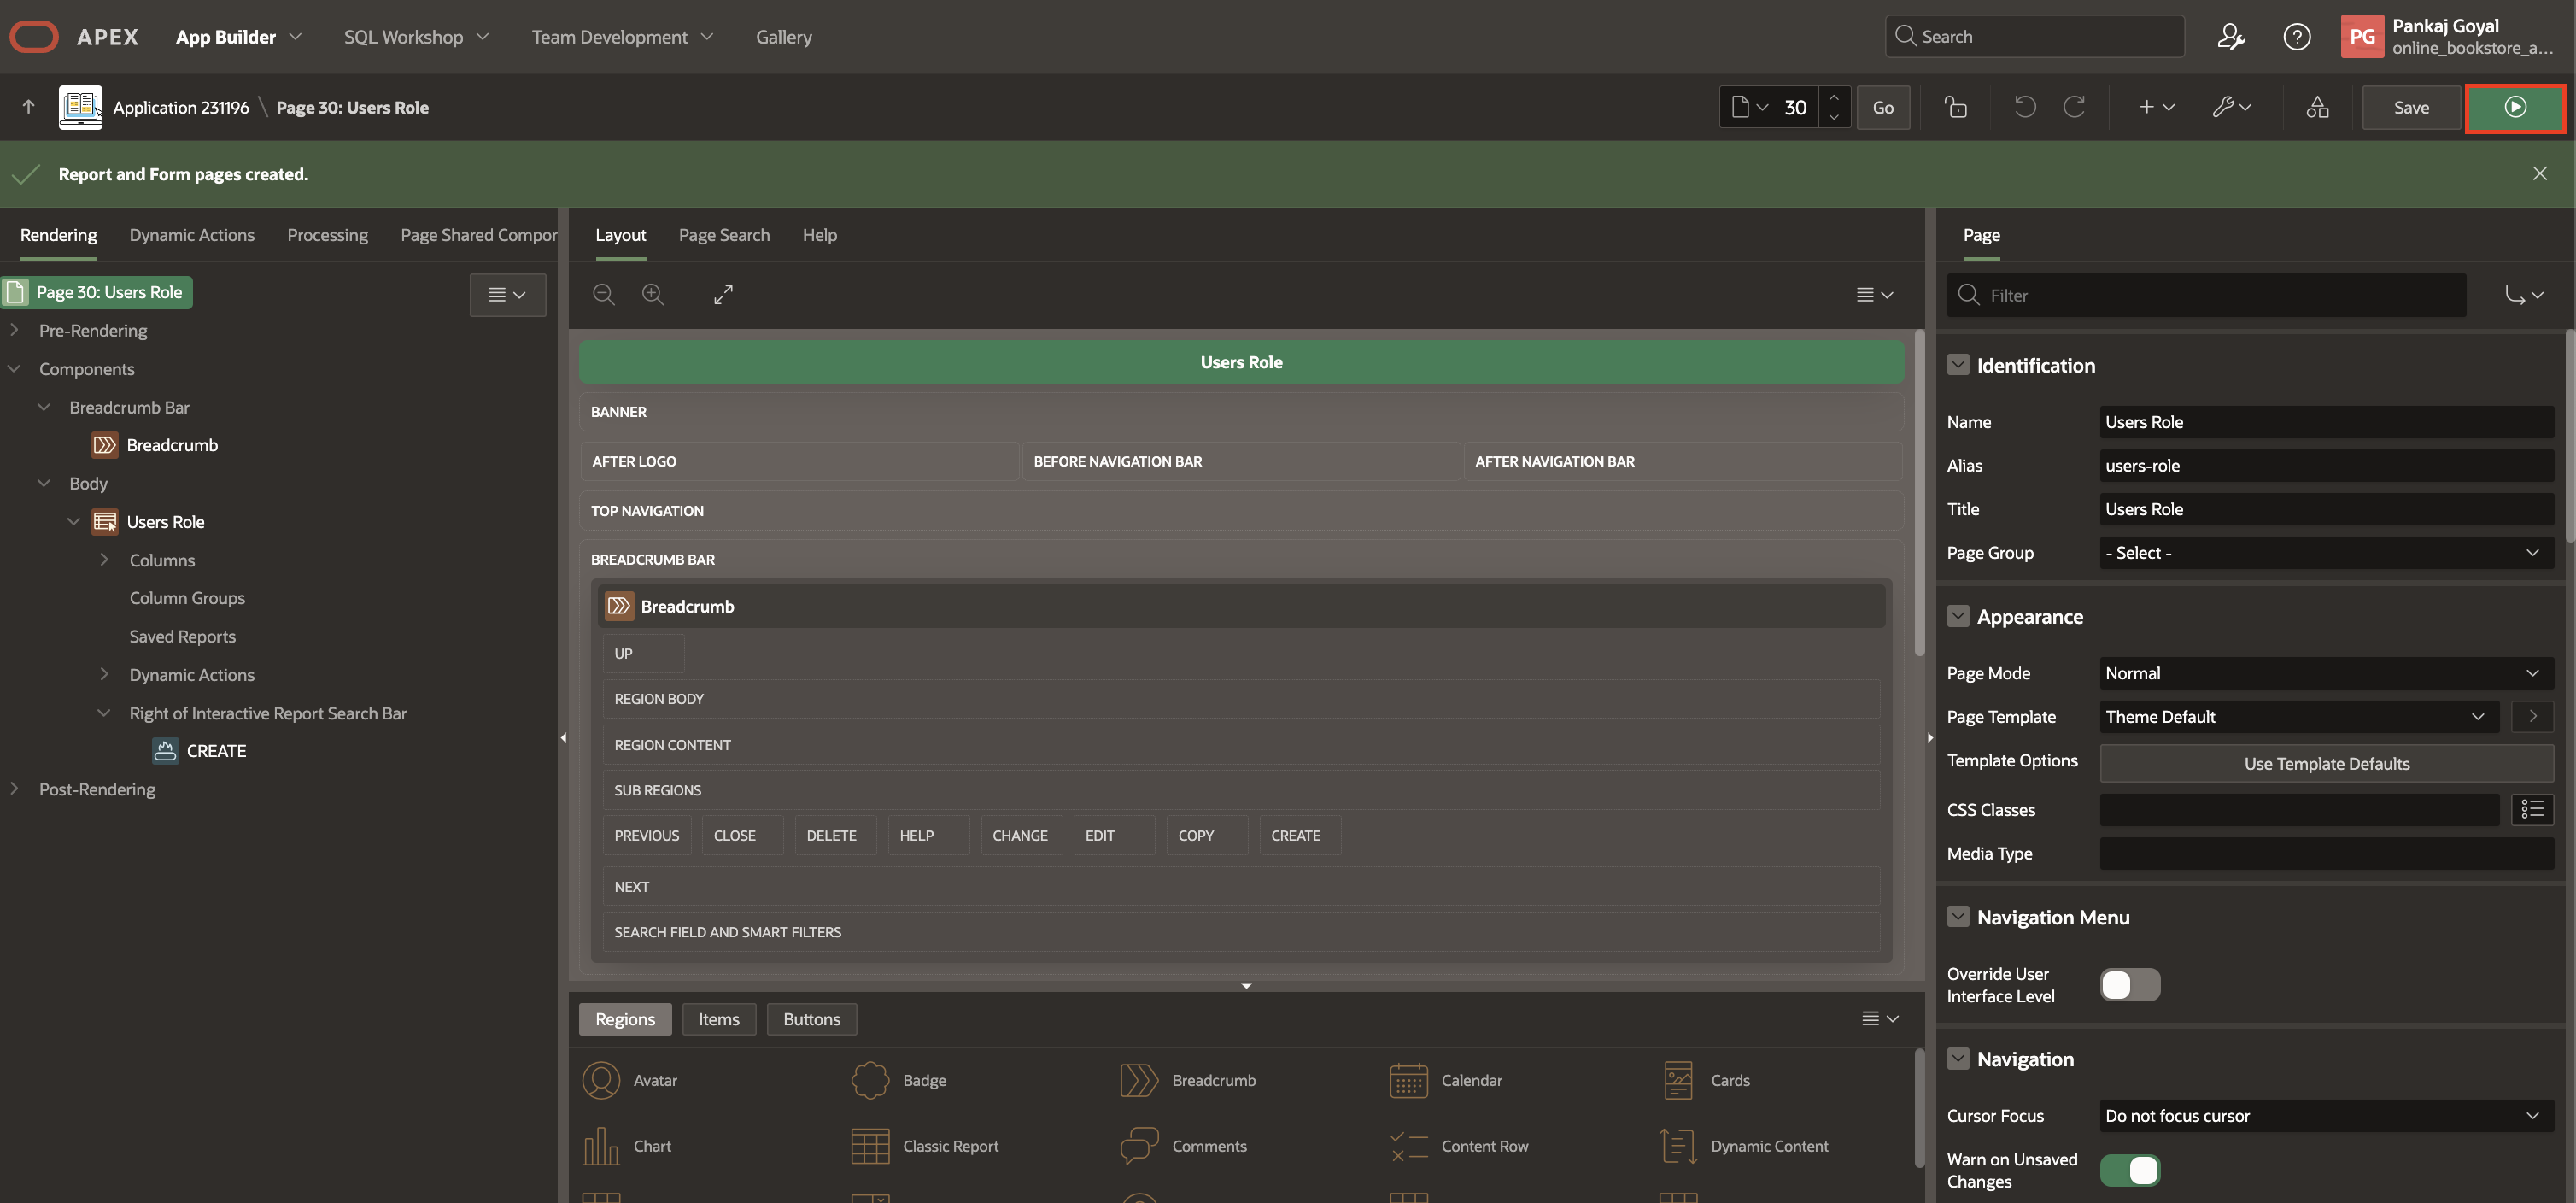 APEX
App Builder
SQL Workshop
Team Development
Gallery
Search
PG
Pankaj Goyal
online_bookstore_a...
Application 231196 \ Page 30: Users Role
30
Go
Save
Report and Form pages created.
Rendering
Dynamic Actions
Processing
Page Shared Compor
Page 30: Users Role
Pre-Rendering
Components
Breadcrumb Bar
Breadcrumb
Body
Users Role
Columns
Column Groups
Saved Reports
Dynamic Actions
Right of Interactive Report Search Bar
CREATE
Post-Rendering
Layout
Page Search
Help
Users Role
BANNER
AFTER LOGO
BEFORE NAVIGATION BAR
AFTER NAVIGATION BAR
TOP NAVIGATION
BREADCRUMB BAR
Breadcrumb
UP
REGION BODY
REGION CONTENT
SUB REGIONS
PREVIOUS
CLOSE
DELETE
HELP
CHANGE
EDIT
COPY
CREATE
NEXT
SEARCH FIELD AND SMART FILTERS
Regions
Items
Buttons
Avatar
Badge
Breadcrumb
Calendar
Cards
Chart
Classic Report
Comments
Content Row
Dynamic Content
Page
Filter
Identification
Name
Users Role
Alias
users-role
Title
Users Role
Page Group
- Select -
Appearance
Page Mode
Normal
Page Template
Theme Default
Template Options
Use Template Defaults
CSS Classes
Media Type
Navigation Menu
Override User
Interface Level
Navigation
Cursor Focus
Do not focus cursor
Warn on Unsaved
Changes